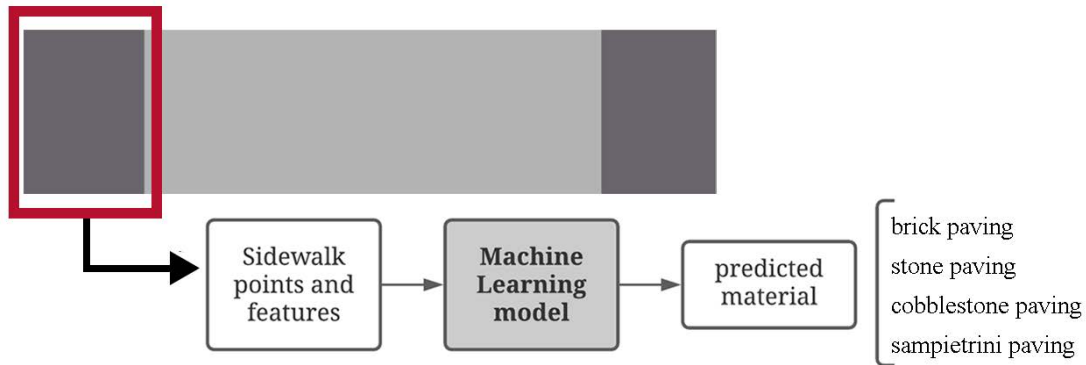 Sidewalk
points and
features
Machine
Learning
model
predicted
material
brick paving
stone paving
cobblestone paving
sampietrini paving